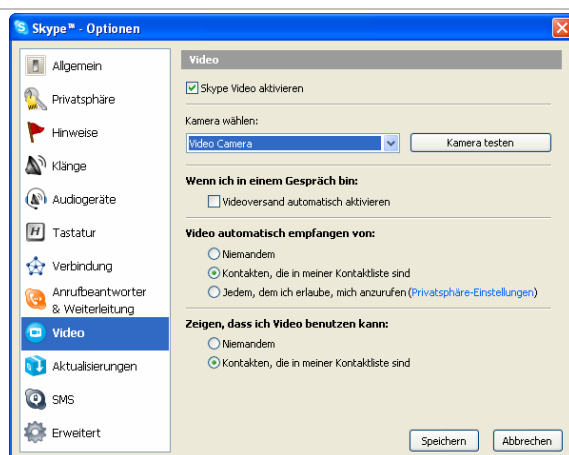 Skype™ - Optionen
Allgemein
Privatsphäre
Hinweise
Klänge
Audiogeräte
Tastatur
Verbindung
Anrufbeantworter
& Weiterleitung
Video
Aktualisierungen
SMS
Erweitert
Video
Skype Video aktivieren
Kamera wählen:
Video Camera
Kamera testen
Wenn ich in einem Gespräch bin:
Videoversand automatisch aktivieren
Video automatisch empfangen von:
Niemandem
Kontakten, die in meiner Kontaktliste sind
Jedem, dem ich erlaube, mich anzurufen (Privatsphäre-Einstellungen)
Zeigen, dass ich Video benutzen kann:
Niemandem
Kontakten, die in meiner Kontaktliste sind
Speichern
Abbrechen